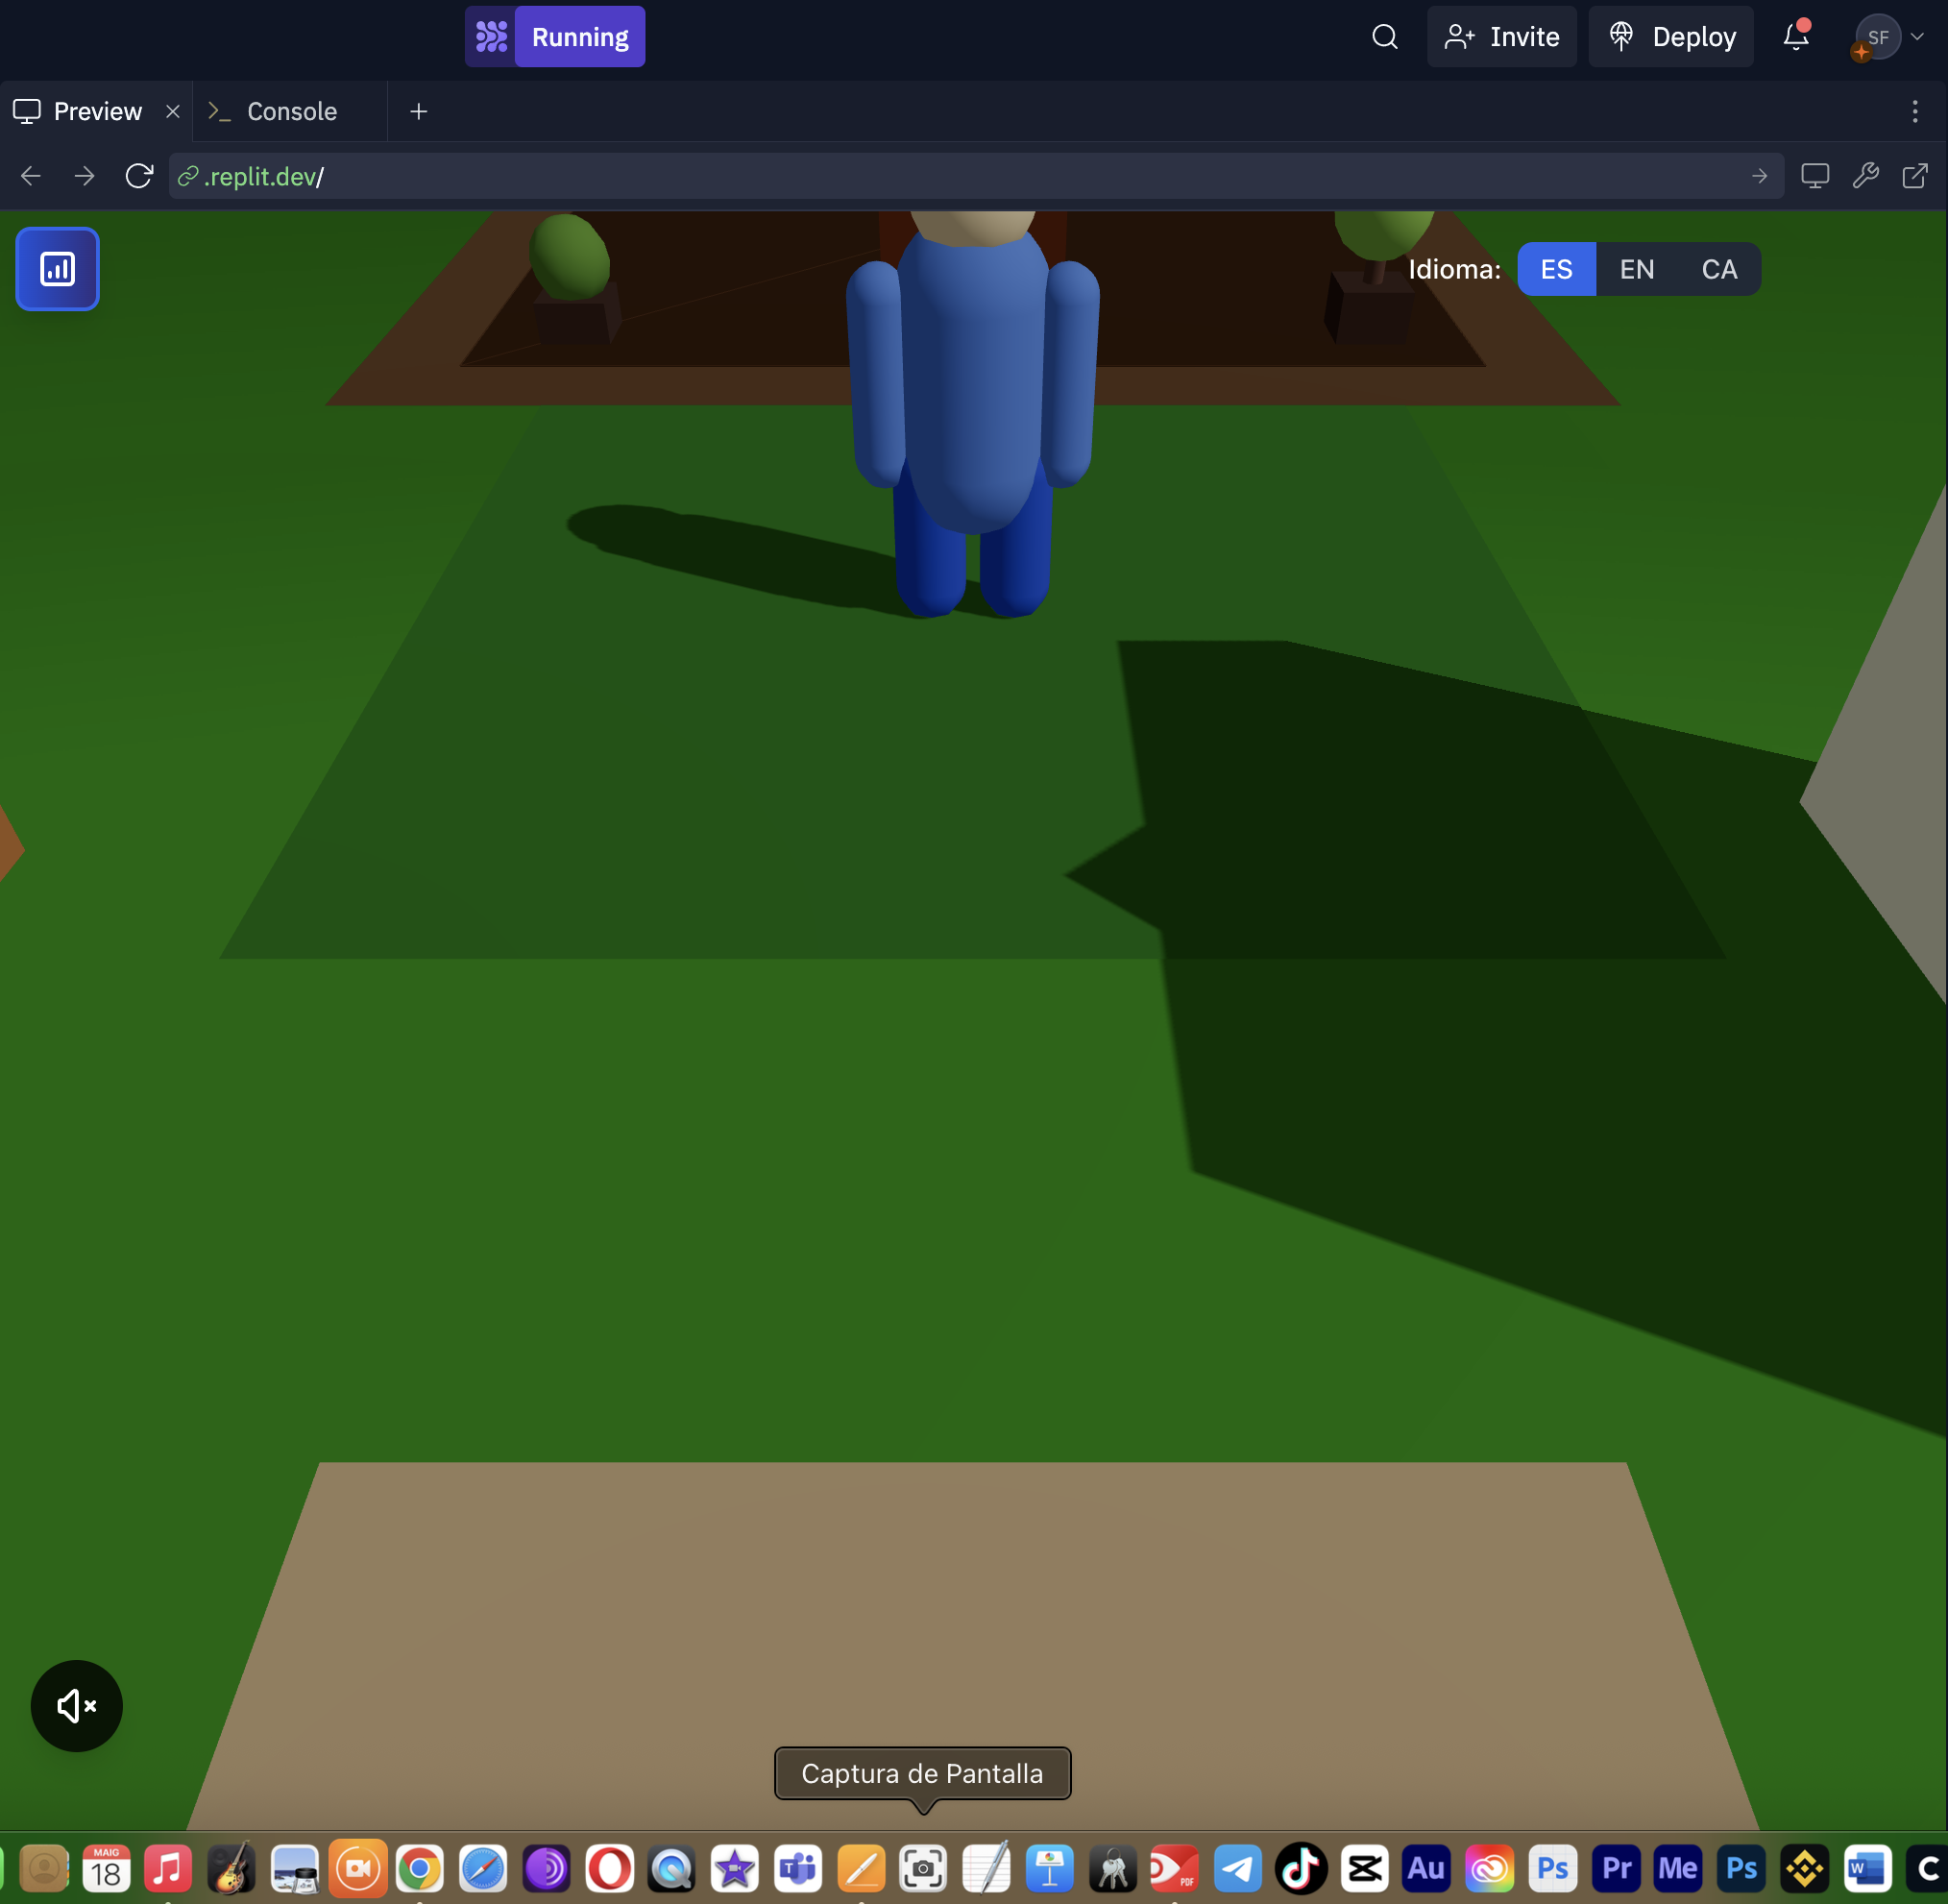 Running
Invite
Deploy
SF
Preview
Console
.replit.dev/
Idioma:
ES
EN
CA
Captura de Pantalla
MAIG
18
T
PDF
Au
Ps
Pr
Me
Ps
W
C